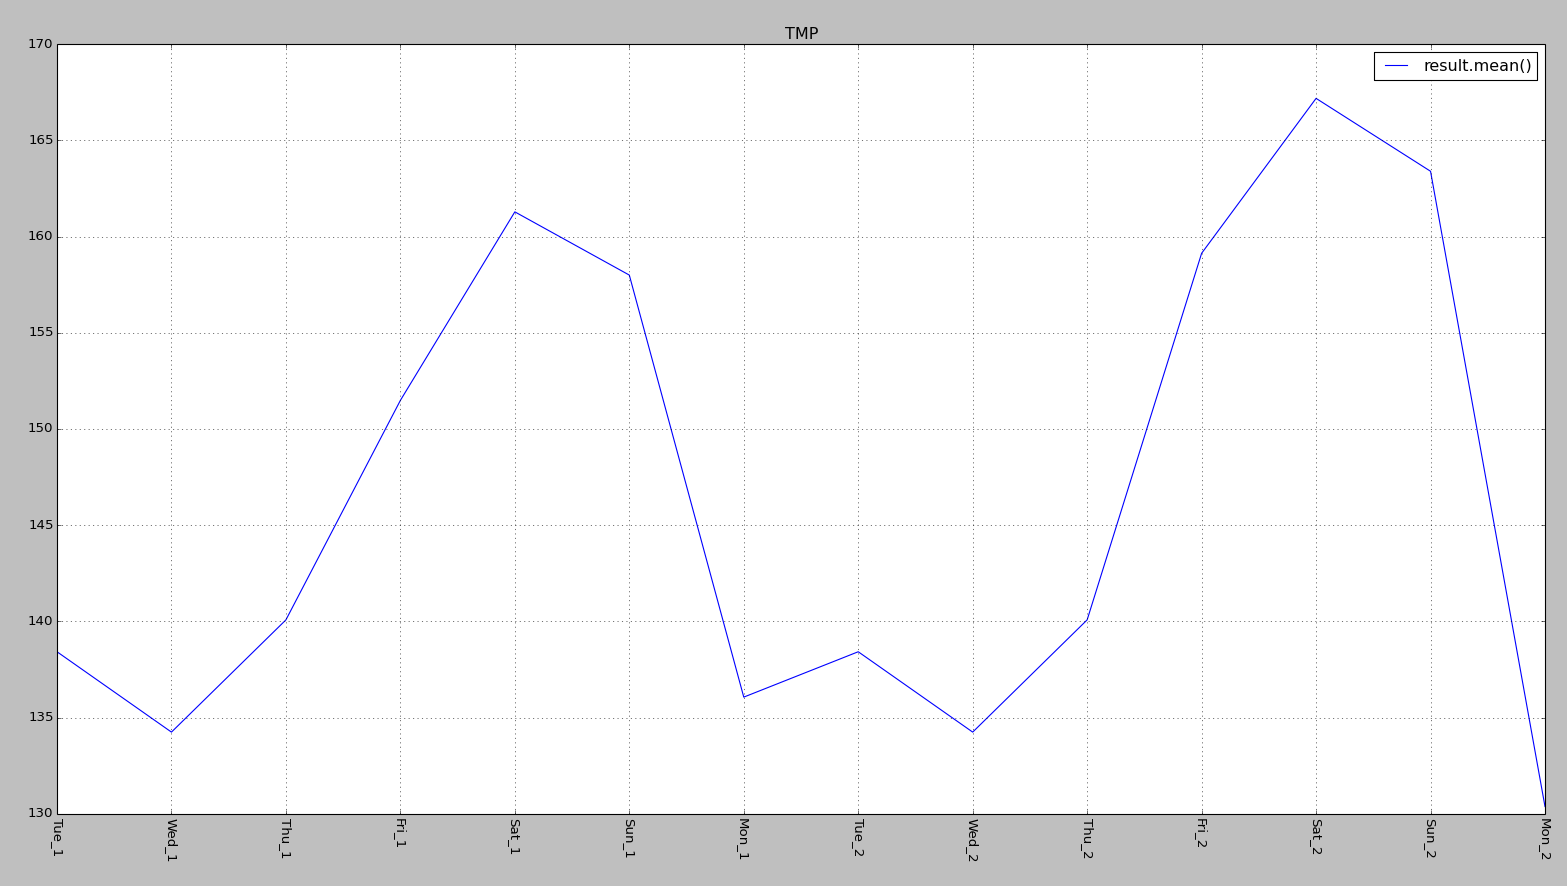 TMP
result.mean()
170
165
160
155
150
145
140
135
130
Tue_1
Wed_1
Thu_1
Fri_1
Sat_1
Sun_1
Mon_1
Tue_2
Wed_2
Thu_2
Fri_2
Sat_2
Sun_2
Mon_2